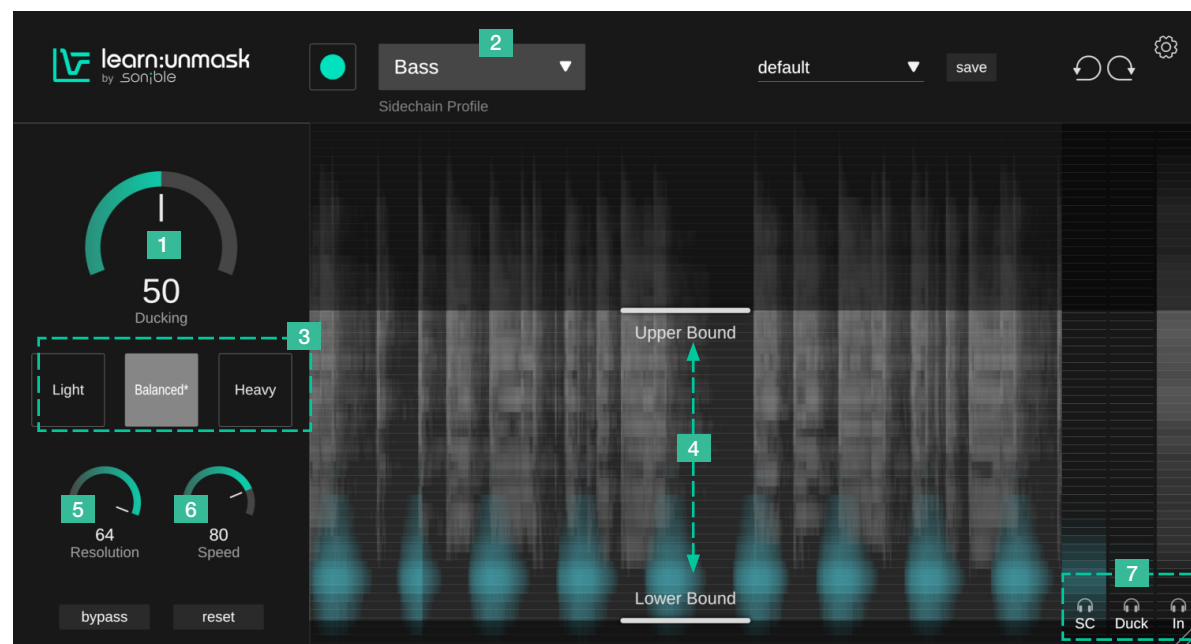 learn:unmask
by sonible
2
Bass
Sidechain Profile
default
save
1
50
Ducking
3
Light
Balanced*
Heavy
5
64
Resolution
6
80
Speed
bypass
reset
Upper Bound
4
Lower Bound
7
SC
Duck
In